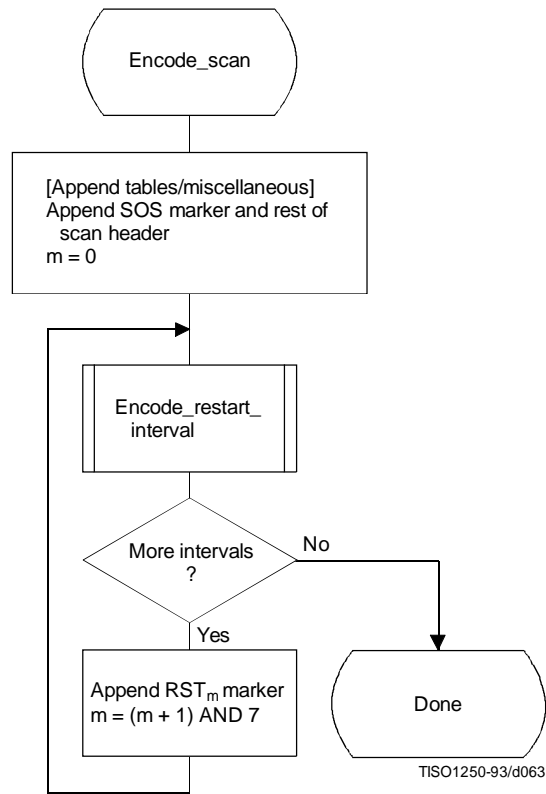 Encode_scan
[Append tables/miscellaneous]
Append SOS marker and rest of
scan header
m = 0
Encode_restart_
interval
More intervals
?
No
Yes
Append RSTm marker
m = (m + 1) AND 7
Done
TISO1250-93/d063